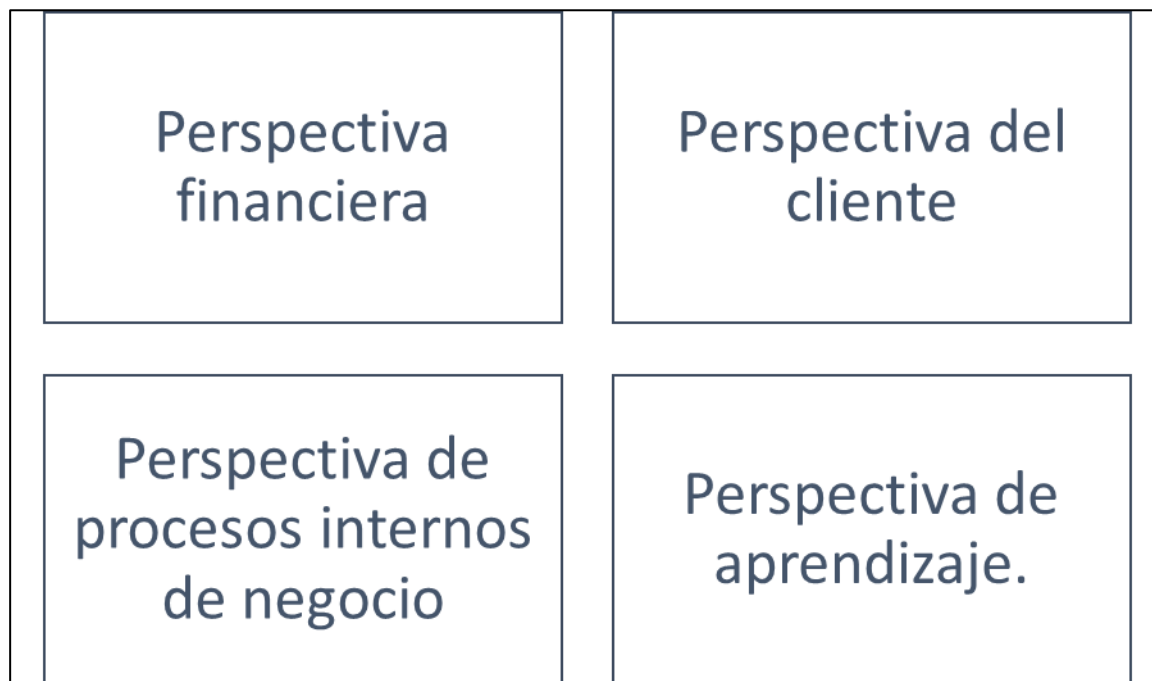 Perspectiva
financiera
Perspectiva del
cliente
Perspectiva de
procesos internos
de negocio
Perspectiva de
aprendizaje.